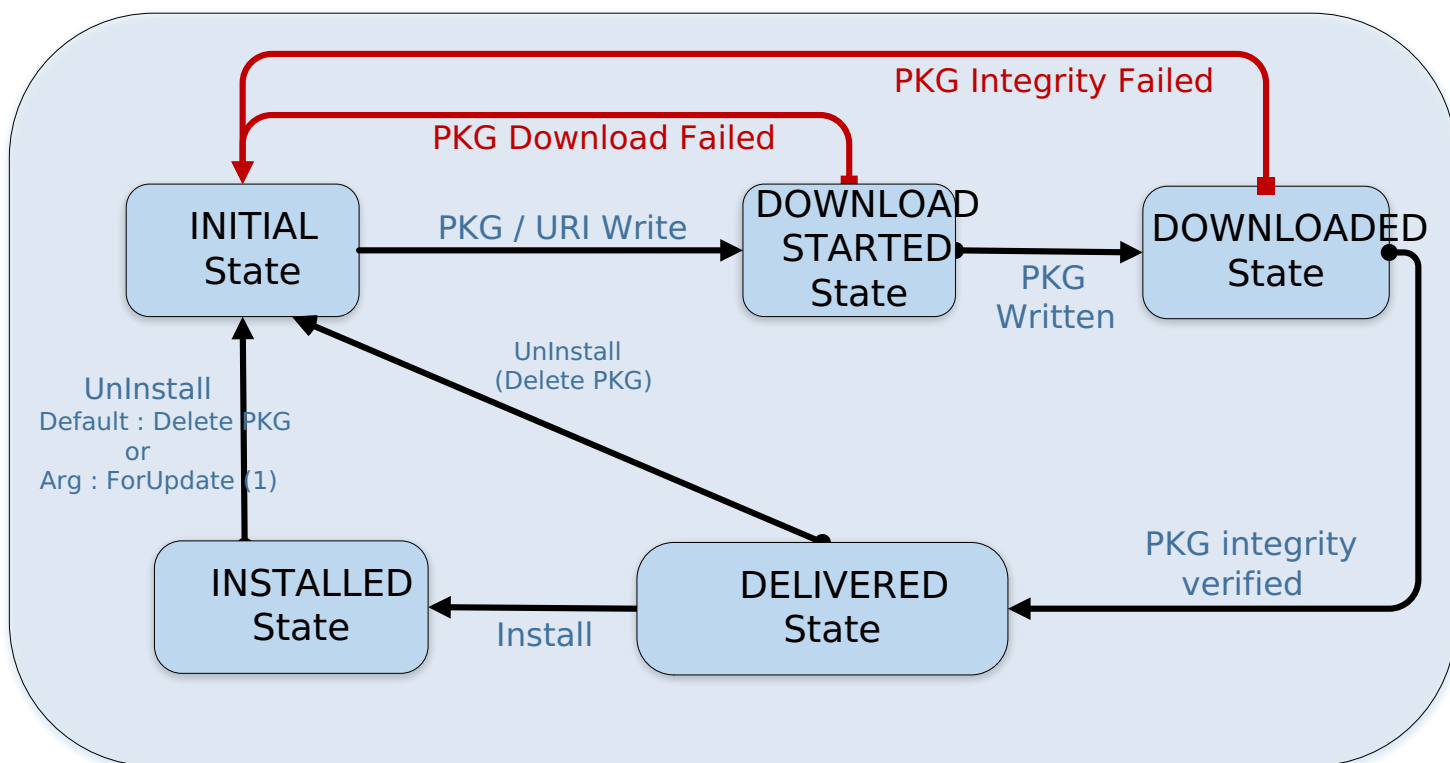 PKG Integrity Failed
PKG Download Failed
INITIAL
State
PKG / URI Write
DOWNLOAD
STARTED
State
PKG
Written
DOWNLOADED
State
UnInstall
(Delete PKG)
UnInstall
Default : Delete PKG
or
Arg : ForUpdate (1)
PKG integrity
verified
INSTALLED
State
Install
DELIVERED
State